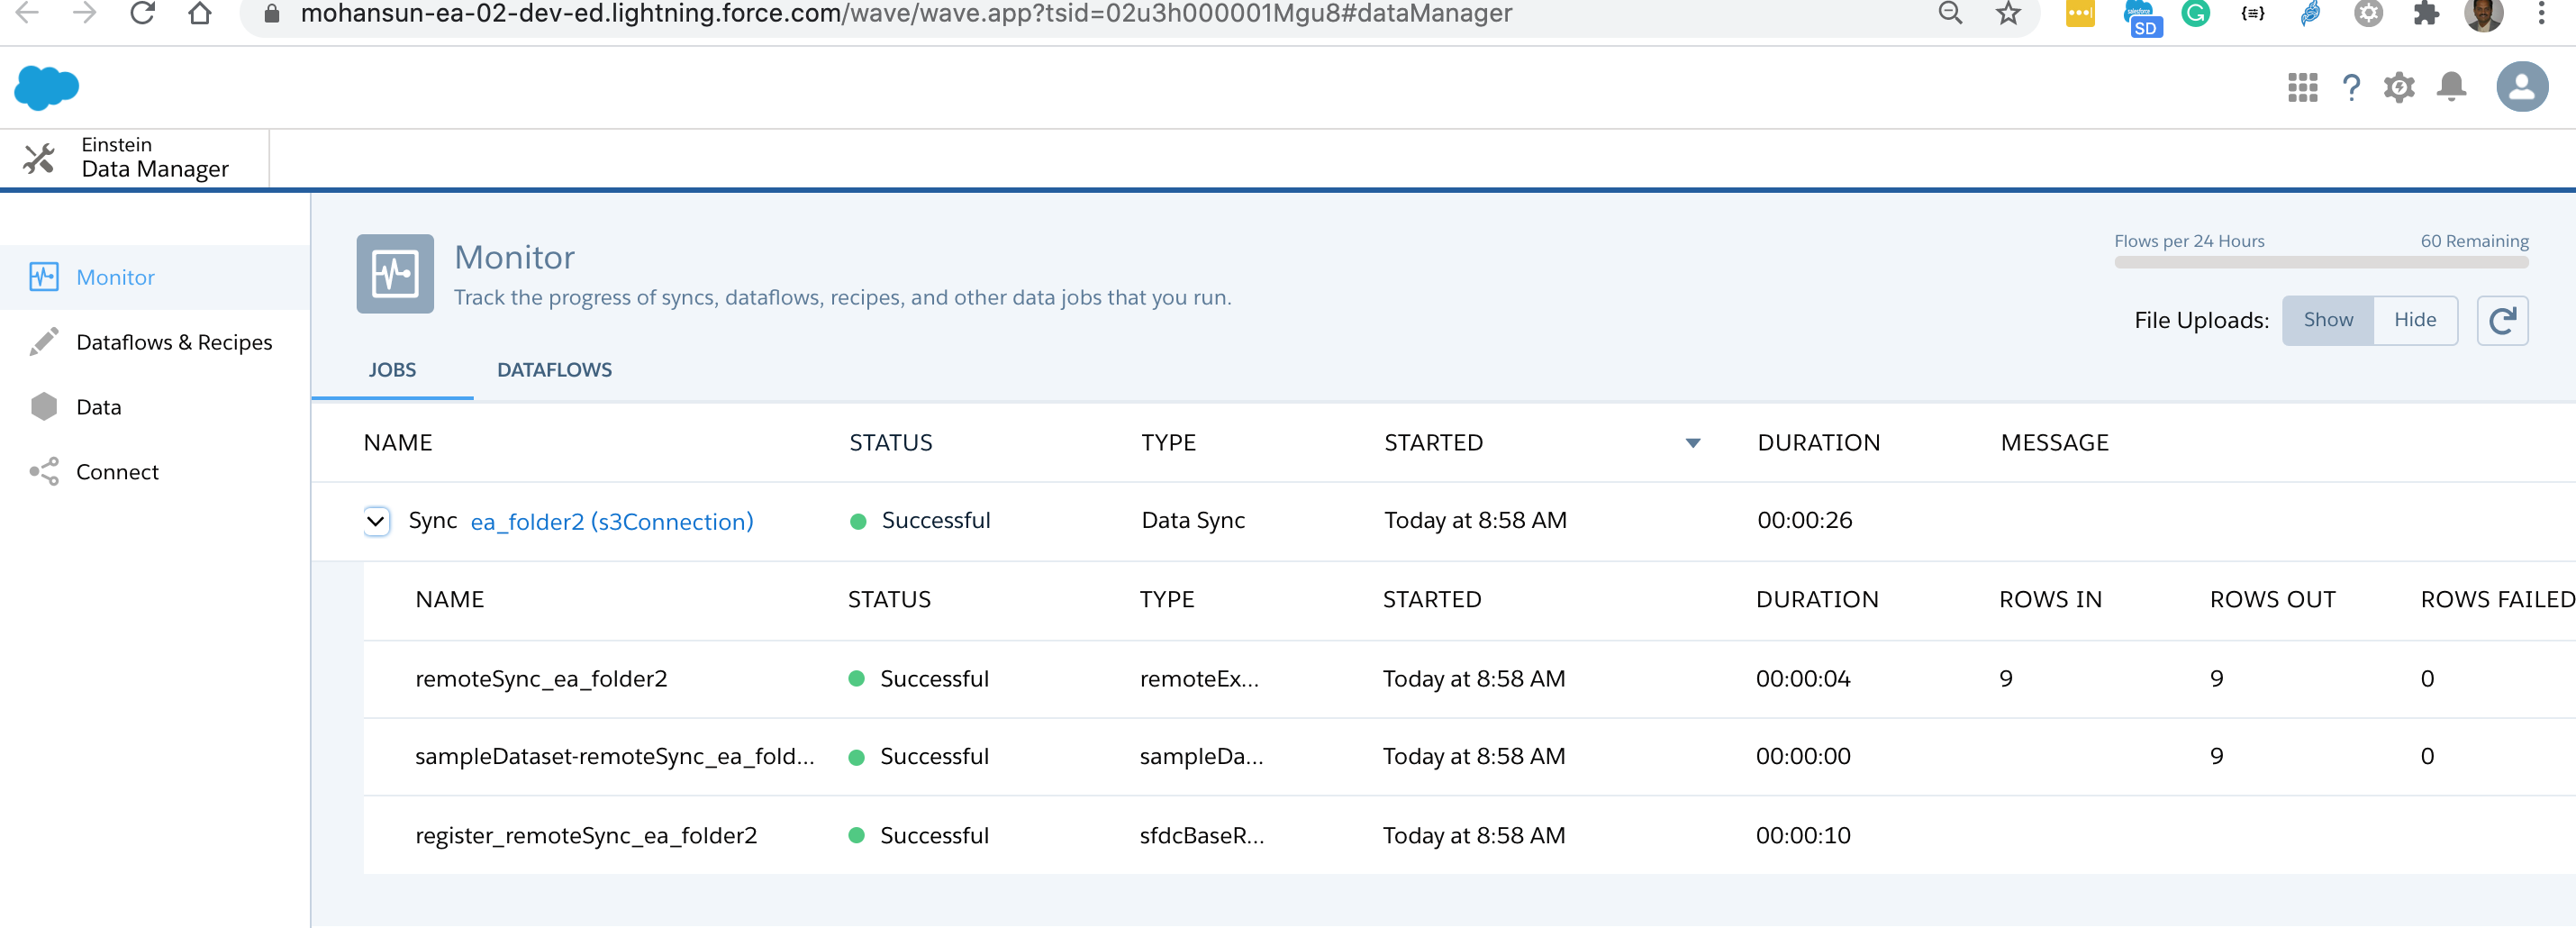 mohansun-ea-02-dev-ed.lightning.force.com/wave/wave.app?tsid=02u3h000001Mgu8#dataManager
salesforce
SD
Einstein
Data Manager
Monitor
Dataflows & Recipes
Data
Connect
Monitor
Track the progress of syncs, dataflows, recipes, and other data jobs that you run.
Flows per 24 Hours 60 Remaining
File Uploads: Show Hide
JOBS DATAFLOWS
NAME STATUS TYPE STARTED DURATION MESSAGE
Sync ea_folder2 (s3Connection) Successful Data Sync Today at 8:58 AM 00:00:26
NAME STATUS TYPE STARTED DURATION ROWS IN ROWS OUT ROWS FAILED
remoteSync_ea_folder2 Successful remoteEx... Today at 8:58 AM 00:00:04 9 9 0
sampleDataset-remoteSync_ea_fold... Successful sampleDa... Today at 8:58 AM 00:00:00 9 0
register_remoteSync_ea_folder2 Successful sfdcBaseR... Today at 8:58 AM 00:00:10